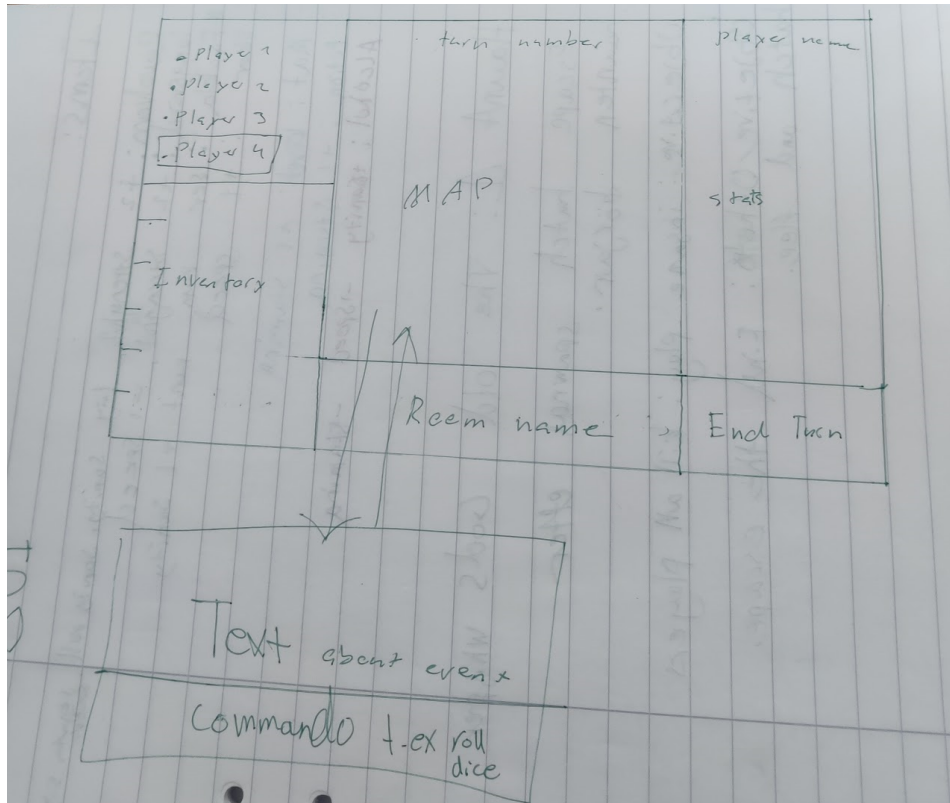 • Player 1
• player 2
• Player 3
• Player 4
turn number
player name
MAP
stats
Inventory
Room name
End Turn
Text about event
Commando t.ex roll
dice